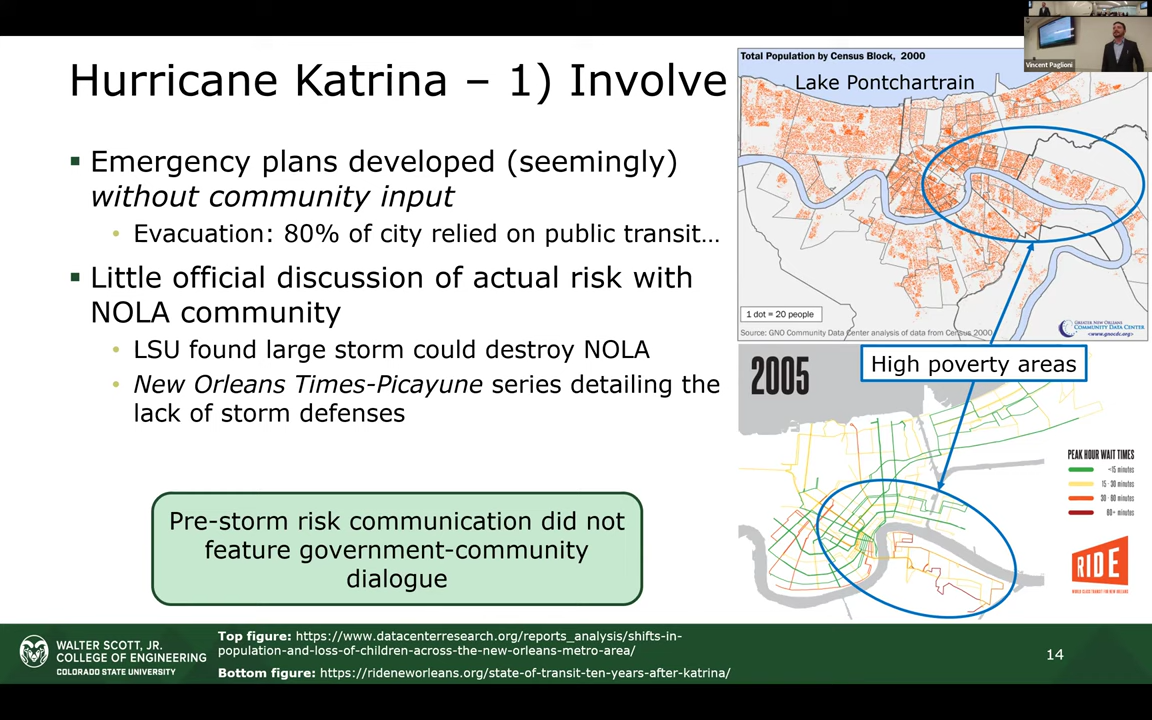 Hurricane Katrina – 1) Involve
▪ Emergency plans developed (seemingly)
without community input
• Evacuation: 80% of city relied on public transit…
▪ Little official discussion of actual risk with
NOLA community
• LSU found large storm could destroy NOLA
• New Orleans Times-Picayune series detailing the
lack of storm defenses
Pre-storm risk communication did not
feature government-community
dialogue
Total Population by Census Block, 2000
Lake Pontchartrain
1 dot = 20 people
Source: GNO Community Data Center analysis of data from Census 2000
GREATER NEW ORLEANS
COMMUNITY DATA CENTER
<www.gnocdc.org>
High poverty areas
2005
PEAK HOUR WAIT TIMES
<15 minutes
15 - 30 minutes
30 - 60 minutes
60+ minutes
RIDE
WORLD CLASS TRANSIT FOR NEW ORLEANS
Vincent Paglioni
WALTER SCOTT, JR.
COLLEGE OF ENGINEERING
COLORADO STATE UNIVERSITY
Top figure: https://www.datacenterresearch.org/reports_analysis/shifts-in-
population-and-loss-of-children-across-the-new-orleans-metro-area/
Bottom figure: https://rideneworleans.org/state-of-transit-ten-years-after-katrina/
14